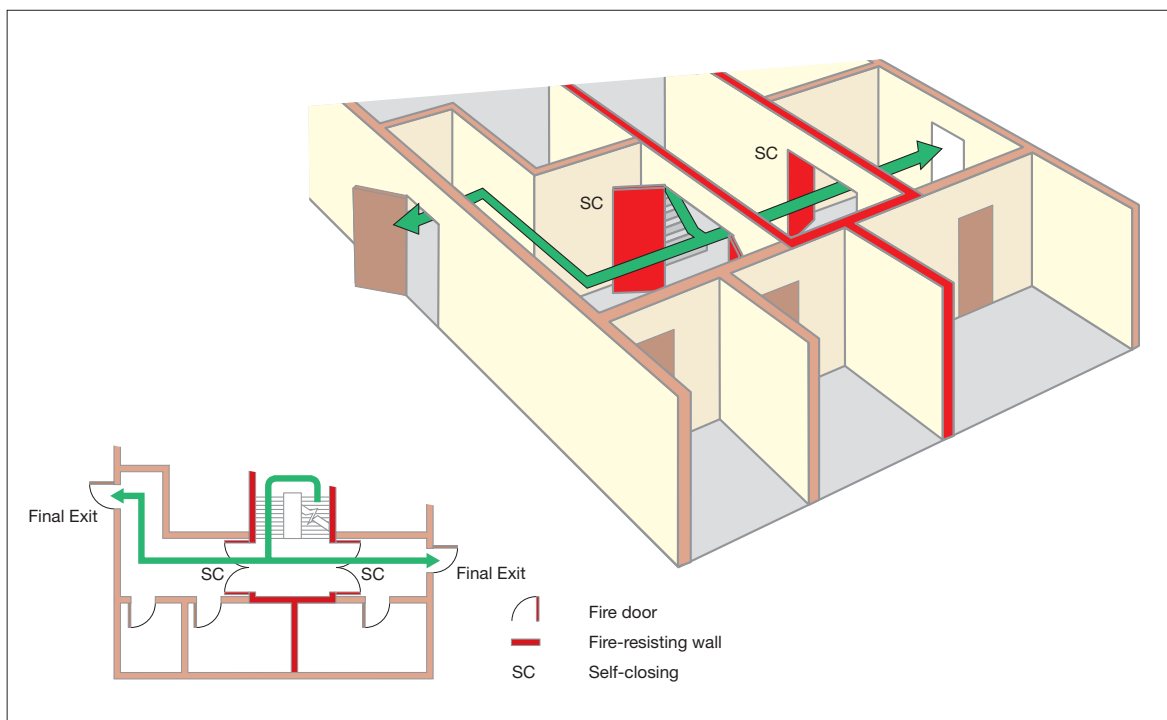 SC
SC
Final Exit
SC
SC
Final Exit
Fire door
Fire-resisting wall
SC
Self-closing